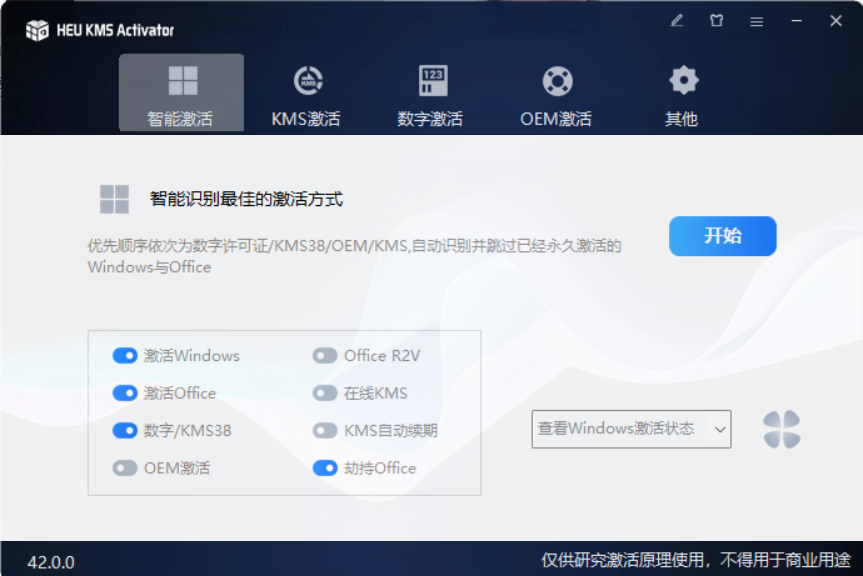 HEU KMS Activator
智能激活
KMS激活
123
KMS
数字激活
OEM激活
其他
智能识别最佳的激活方式
优先顺序依次为数字许可证/KMS38/OEM/KMS,自动识别并跳过已经永久激活的
Windows与Office
开始
激活Windows
Office R2V
激活Office
在线KMS
数字/KMS38
KMS自动续期
OEM激活
劫持Office
查看Windows激活状态
42.0.0
仅供研究激活原理使用，不得用于商业用途